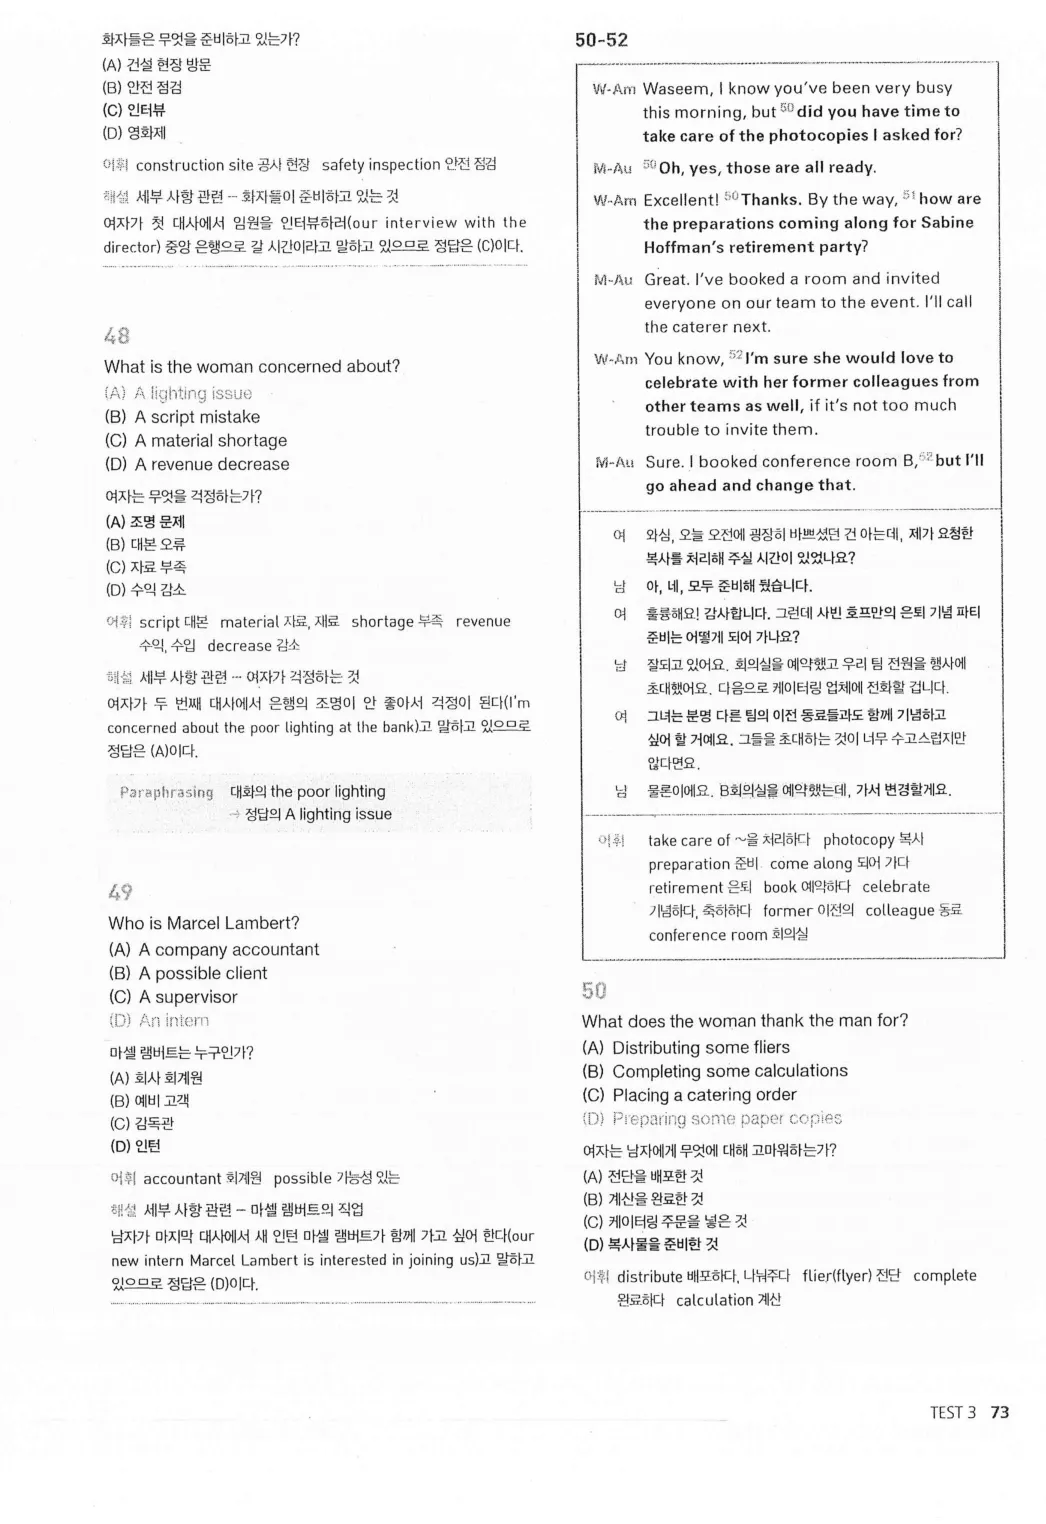 화자들은 무엇을 준비하고 있는가?
(A) 건설 현장 방문
(B) 안전 점검
(C) 인터뷰
(D) 영화제
어휘 construction site 공사 현장 safety inspection 안전 점검
해설 세부 사항 관련 - 화자들이 준비하고 있는 것
여자가 첫 대사에서 임원을 인터뷰하러(our interview with the
director) 중앙 은행으로 갈 시간이라고 말하고 있으므로 정답은 (C)이다.
48
What is the woman concerned about?
(A) A lighting issue
(B) A script mistake
(C) A material shortage
(D) A revenue decrease
여자는 무엇을 걱정하는가?
(A) 조명 문제
(B) 대본 오류
(C) 자료 부족
(D) 수익 감소
어휘 script 대본 material 자료, 재료 shortage 부족 revenue
수익, 수입 decrease 감소
해설 세부 사항 관련 - 여자가 걱정하는 것
여자가 두 번째 대사에서 은행의 조명이 안 좋아서 걱정이 된다(I'm
concerned about the poor lighting at the bank)고 말하고 있으므로
정답은 (A)이다.
Paraphrasing 대화의 the poor lighting
→ 정답의 A lighting issue
49
Who is Marcel Lambert?
(A) A company accountant
(B) A possible client
(C) A supervisor
(D) An intern
마셀 램버트는 누구인가?
(A) 회사 회계원
(B) 예비 고객
(C) 감독관
(D) 인턴
어휘 accountant 회계원 possible 가능성 있는
해설 세부 사항 관련 - 마셀 램버트의 직업
남자가 마지막 대사에서 새 인턴 마셀 램버트가 함께 가고 싶어 한다(our
new intern Marcel Lambert is interested in joining us)고 말하고
있으므로 정답은 (D)이다.
50-52
W-Am Waseem, I know you've been very busy
this morning, but 50 did you have time to
take care of the photocopies I asked for?
M-Au 50 Oh, yes, those are all ready.
W-Am Excellent! 50 Thanks. By the way, 51 how are
the preparations coming along for Sabine
Hoffman's retirement party?
M-Au Great. I've booked a room and invited
everyone on our team to the event. I'll call
the caterer next.
W-Am You know, 52 I'm sure she would love to
celebrate with her former colleagues from
other teams as well, if it's not too much
trouble to invite them.
M-Au Sure. I booked conference room B, 52 but I'll
go ahead and change that.
여 와심, 오늘 오전에 굉장히 바쁘셨던 건 아는데, 제가 요청한
복사를 처리해 주실 시간이 있었나요?
남 아, 네, 모두 준비해 뒀습니다.
여 훌륭해요! 감사합니다. 그런데 사빈 호프만의 은퇴 기념 파티
준비는 어떻게 되어 가나요?
남 잘되고 있어요. 회의실을 예약했고 우리 팀 전원을 행사에
초대했어요. 다음으로 케이터링 업체에 전화할 겁니다.
여 그녀는 분명 다른 팀의 이전 동료들과도 함께 기념하고
싶어 할 거예요. 그들을 초대하는 것이 너무 수고스럽지만
않다면요.
남 물론이에요. B회의실을 예약했는데, 가서 변경할게요.
어휘 take care of ~을 처리하다 photocopy 복사
preparation 준비 come along 되어 가다
retirement 은퇴 book 예약하다 celebrate
기념하다, 축하하다 former 이전의 colleague 동료
conference room 회의실
50
What does the woman thank the man for?
(A) Distributing some fliers
(B) Completing some calculations
(C) Placing a catering order
(D) Preparing some paper copies
여자는 남자에게 무엇에 대해 고마워하는가?
(A) 전단을 배포한 것
(B) 계산을 완료한 것
(C) 케이터링 주문을 넣은 것
(D) 복사물을 준비한 것
어휘 distribute 배포하다, 나눠주다 flier(flyer) 전단 complete
완료하다 calculation 계산
TEST 3 73